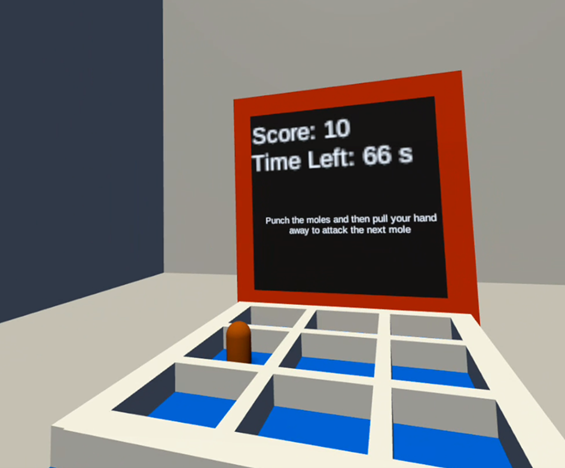 Score: 10
Time Left: 66 s
Punch the moles and then pull your hand
away to attack the next mole